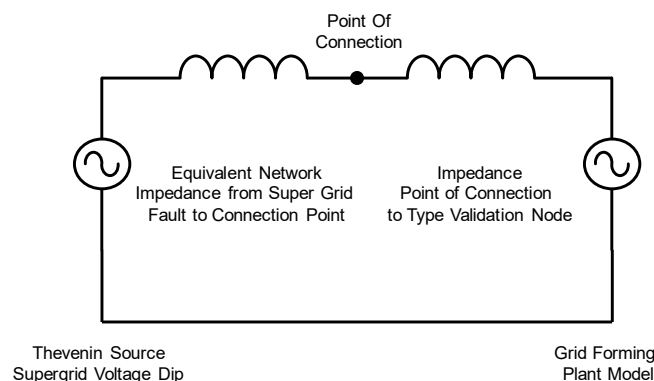 Point Of
Connection
Equivalent Network
Impedance from Super Grid
Fault to Connection Point
Impedance
Point of Connection
to Type Validation Node
Thevenin Source
Supergrid Voltage Dip
Grid Forming
Plant Model